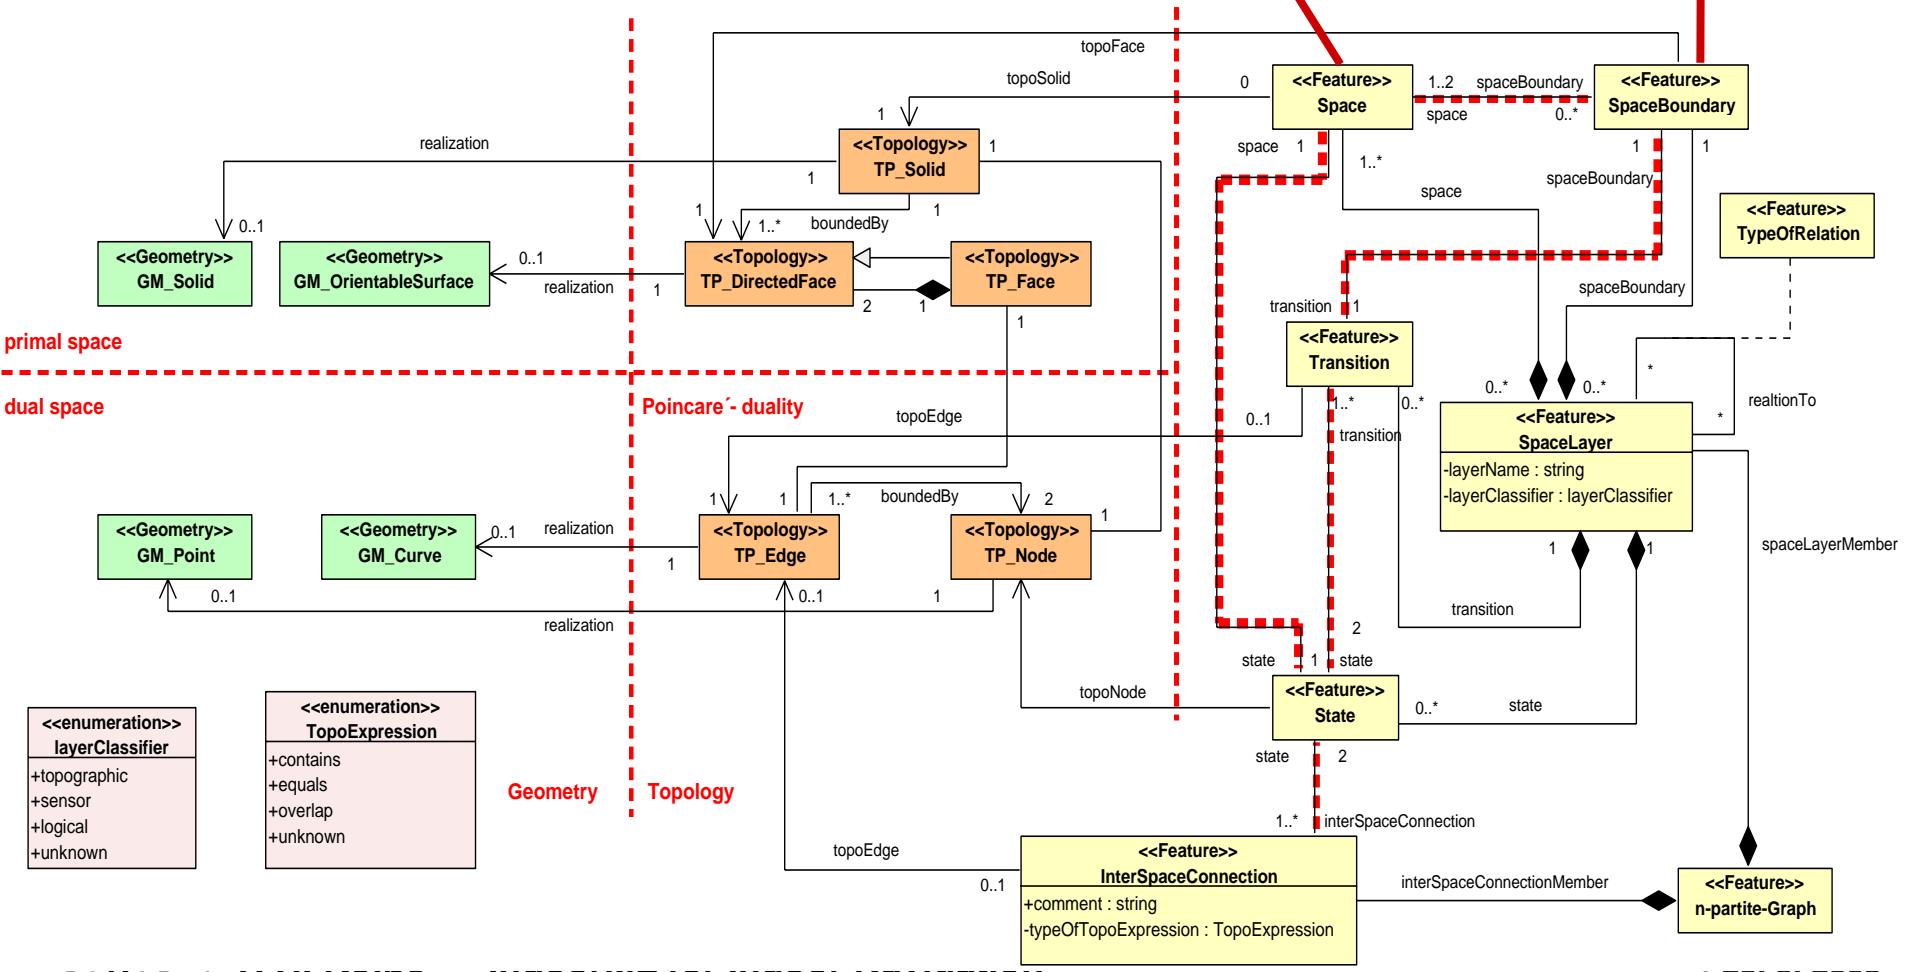 topoFace
topoSolid
0
1
<<Feature>>
Space
1..2
spaceBoundary
space
0..*
<<Feature>>
SpaceBoundary
realization
1
<<Topology>>
TP_Solid
1
1
space
1
1..*
1
1
spaceBoundary
space
<<Feature>>
TypeOfRelation
0..1
1
1..*
boundedBy
1
<<Geometry>>
GM_Solid
<<Geometry>>
GM_OrientableSurface
0..1
realization
1
<<Topology>>
TP_DirectedFace
2
1
<<Topology>>
TP_Face
1
spaceBoundary
transition
1
primal space
<<Feature>>
Transition
dual space
Poincare´- duality
topoEdge
0..1
1..*
transition
0..*
0..*
0..*
*
*
realtionTo
<<Feature>>
SpaceLayer
-layerName : string
-layerClassifier : layerClassifier
1
1
1..*
boundedBy
2
1
<<Geometry>>
GM_Point
<<Geometry>>
GM_Curve
0..1
realization
1
<<Topology>>
TP_Edge
<<Topology>>
TP_Node
1
1
spaceLayerMember
0..1
realization
1
0..1
transition
2
state
1
state
topoNode
<<Feature>>
State
0..*
state
<<enumeration>>
layerClassifier
+topographic
+sensor
+logical
+unknown
<<enumeration>>
TopoExpression
+contains
+equals
+overlap
+unknown
Geometry
Topology
state
2
1..*
interSpaceConnection
topoEdge
0..1
<<Feature>>
InterSpaceConnection
+comment : string
-typeOfTopoExpression : TopoExpression
interSpaceConnectionMember
<<Feature>>
n-partite-Graph